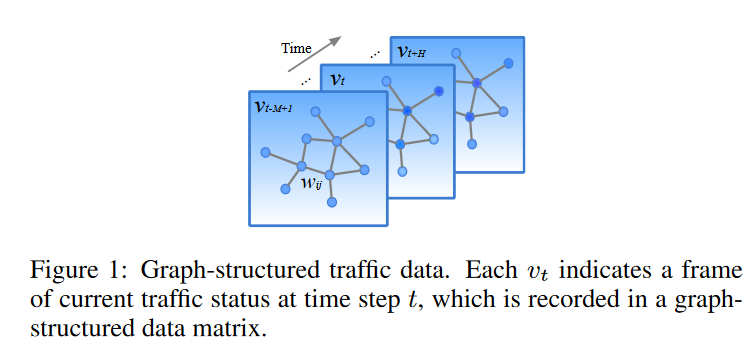 Time
... V_{t+H}
... V_t
V_{t-M+1}
W_{ij}
Figure 1: Graph-structured traffic data. Each v_t indicates a frame
of current traffic status at time step t, which is recorded in a graph-
structured data matrix.